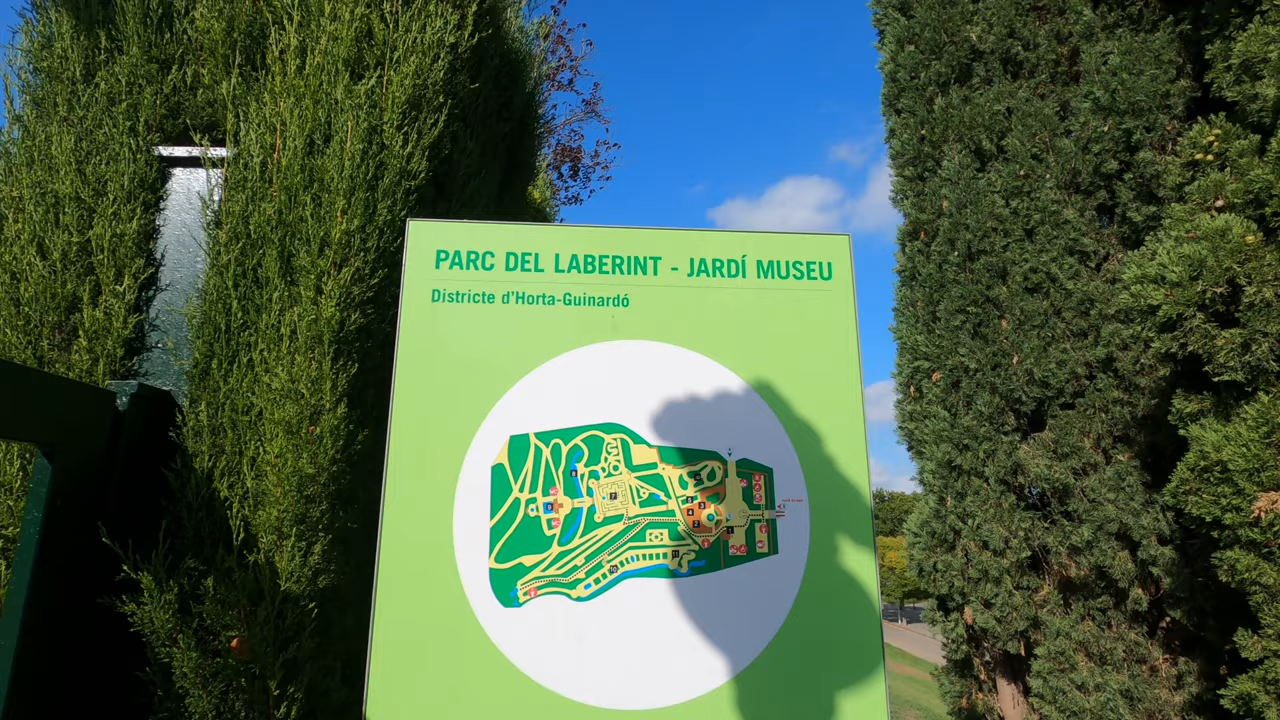 PARC DEL LABERINT - JARDÍ MUSEU
Districte d'Horta-Guinardó